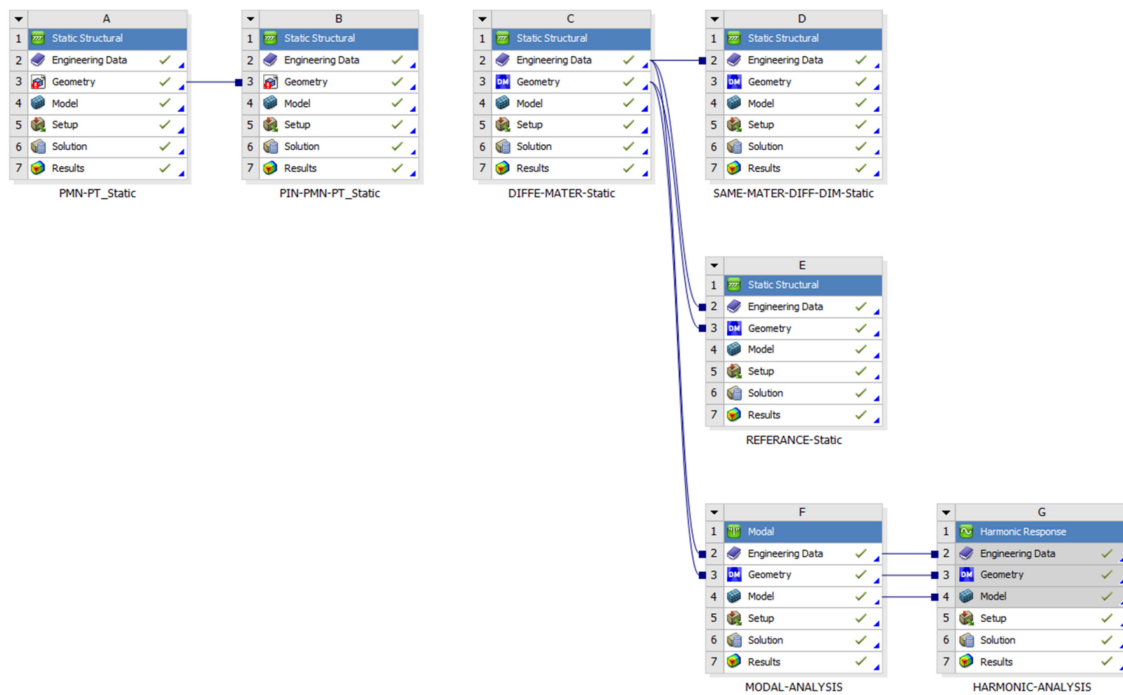 A
1 Static Structural
2 Engineering Data
3 Geometry
4 Model
5 Setup
6 Solution
7 Results
PMN-PT_Static
B
1 Static Structural
2 Engineering Data
3 Geometry
4 Model
5 Setup
6 Solution
7 Results
PIN-PMN-PT_Static
C
1 Static Structural
2 Engineering Data
3 DM Geometry
4 Model
5 Setup
6 Solution
7 Results
DIFFE-MATER-Static
D
1 Static Structural
2 Engineering Data
3 DM Geometry
4 Model
5 Setup
6 Solution
7 Results
SAME-MATER-DIFF-DIM-Static
E
1 Static Structural
2 Engineering Data
3 DM Geometry
4 Model
5 Setup
6 Solution
7 Results
REFERANCE-Static
F
1 Modal
2 Engineering Data
3 DM Geometry
4 Model
5 Setup
6 Solution
7 Results
MODAL-ANALYSIS
G
1 Harmonic Response
2 Engineering Data
3 DM Geometry
4 Model
5 Setup
6 Solution
7 Results
HARMONIC-ANALYSIS